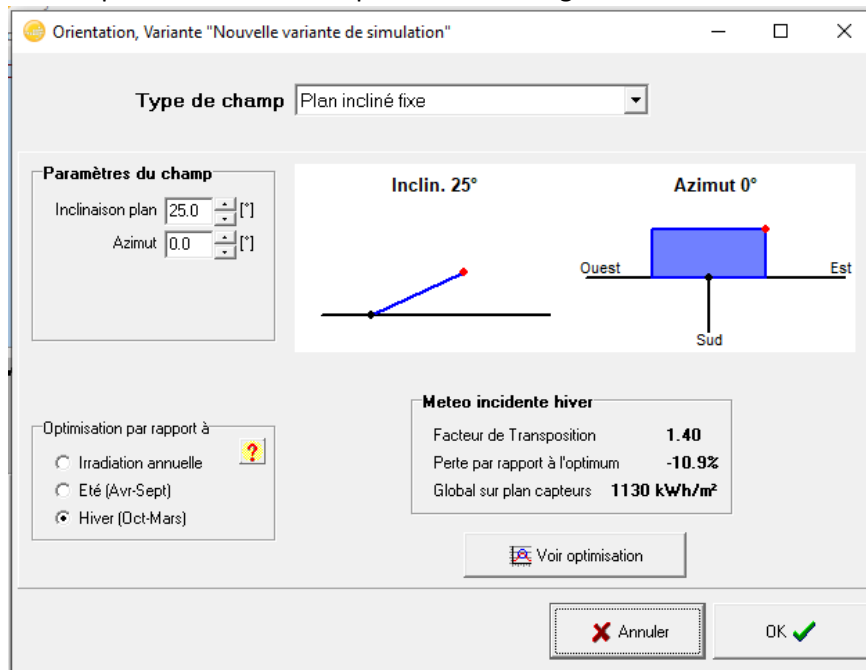 Orientation, Variante "Nouvelle variante de simulation"
Type de champ Plan incliné fixe
Paramètres du champ
Inclinaison plan 25.0 [°]
Azimut 0.0 [°]
Inclin. 25°
Azimut 0°
Ouest
Est
Sud
Optimisation par rapport à
?
Irradiation annuelle
Eté (Avr-Sept)
Hiver (Oct-Mars)
Meteo incidente hiver
Facteur de Transposition 1.40
Perte par rapport à l'optimum -10.9%
Global sur plan capteurs 1130 kWh/m²
Voir optimisation
Annuler
OK